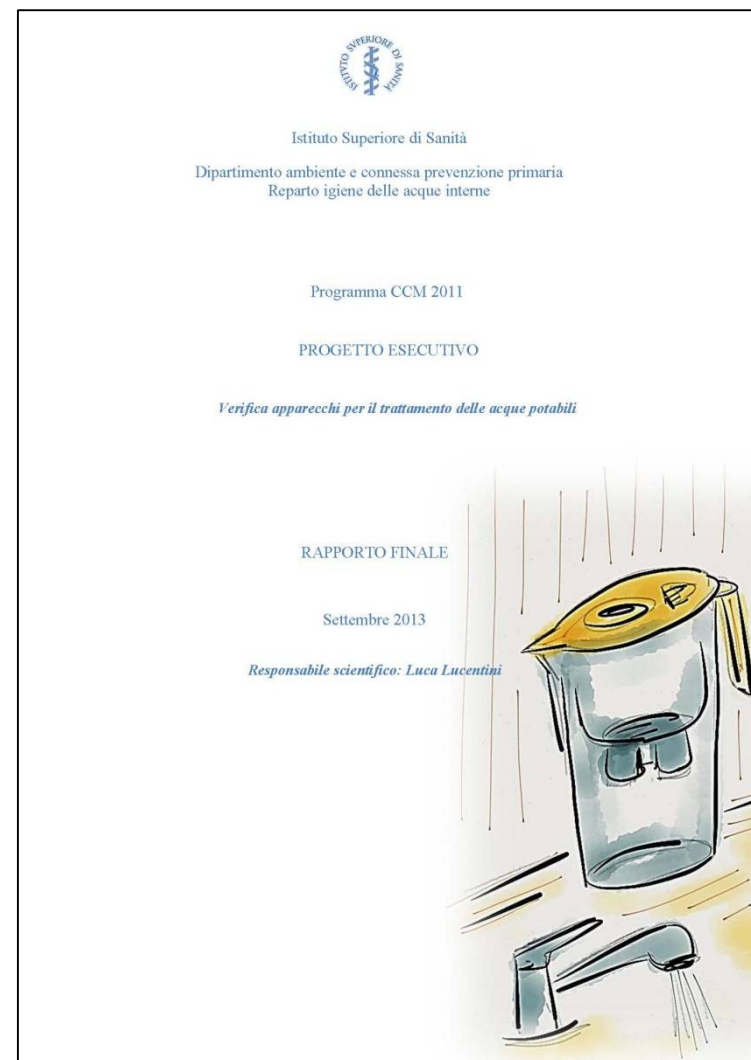 ISTITUTO SVPERIORE DI SANITÀ
Istituto Superiore di Sanità
Dipartimento ambiente e connessa prevenzione primaria
Reparto igiene delle acque interne
Programma CCM 2011
PROGETTO ESECUTIVO
Verifica apparecchi per il trattamento delle acque potabili
RAPPORTO FINALE
Settembre 2013
Responsabile scientifico: Luca Lucentini